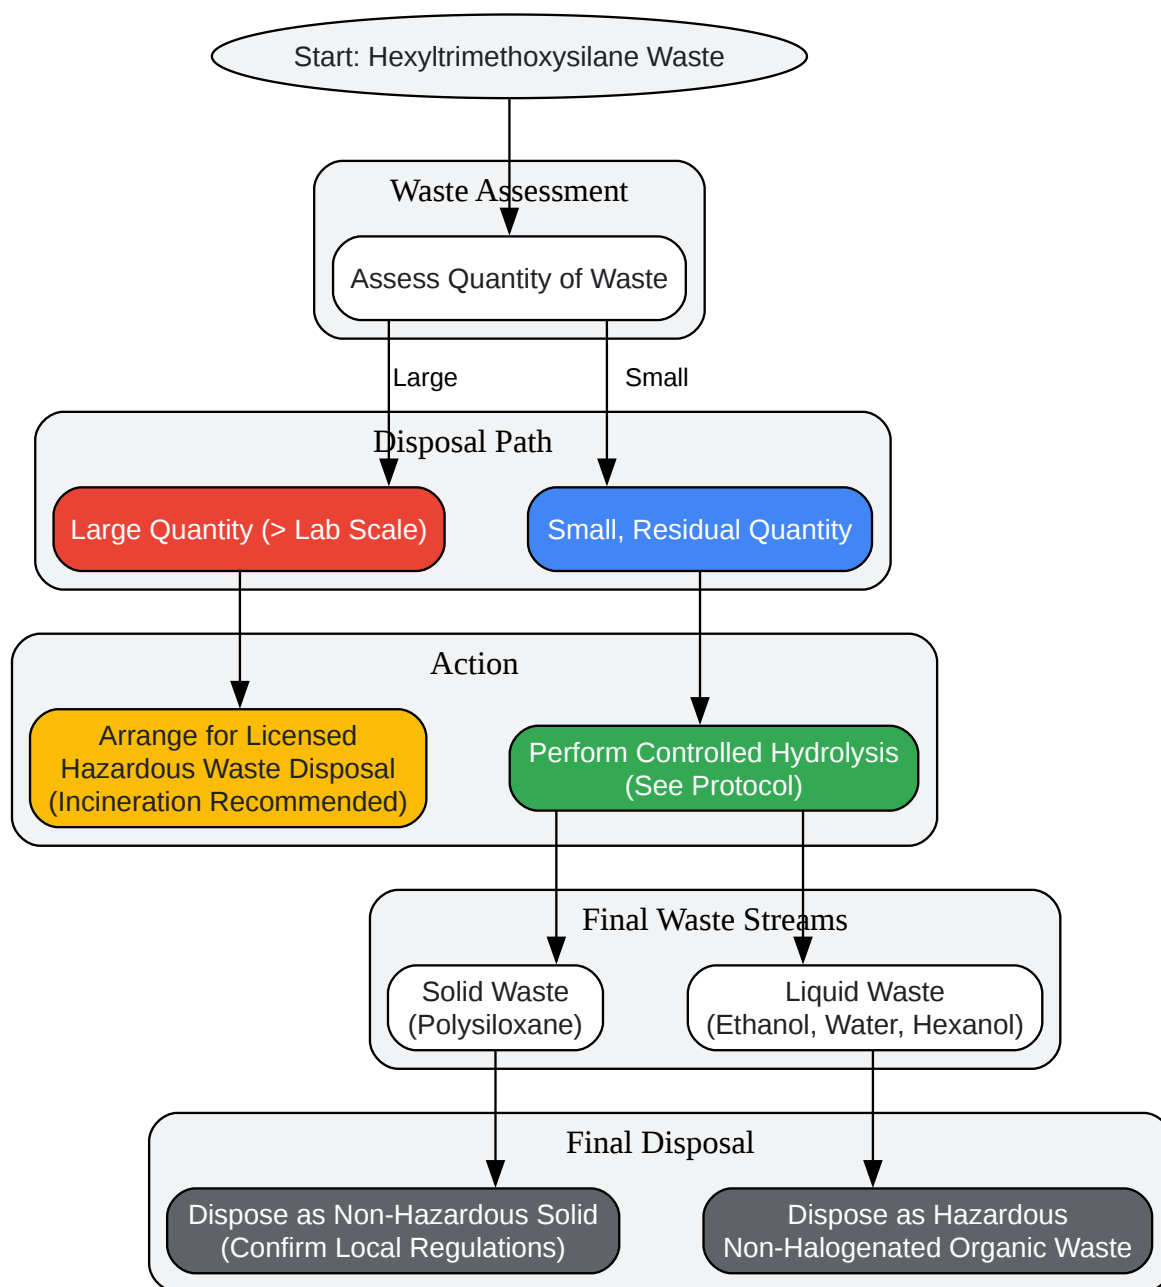 Start: Hexyltrimethoxysilane Waste
Waste Assessment
Assess Quantity of Waste
Large
Small
Disposal Path
Large Quantity (> Lab Scale)
Small, Residual Quantity
Action
Arrange for Licensed
Hazardous Waste Disposal
(Incineration Recommended)
Perform Controlled Hydrolysis
(See Protocol)
Final Waste Streams
Solid Waste
(Polysiloxane)
Liquid Waste
(Ethanol, Water, Hexanol)
Final Disposal
Dispose as Non-Hazardous Solid
(Confirm Local Regulations)
Dispose as Hazardous
Non-Halogenated Organic Waste